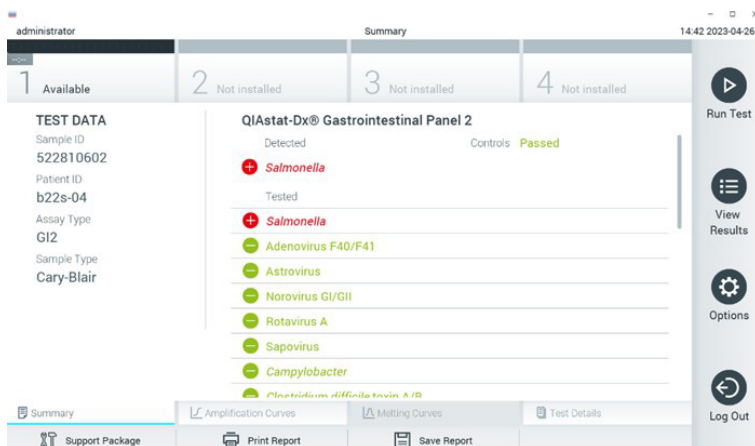 administrator Summary 14:42 2023-04-26
1 Available 2 Not installed 3 Not installed 4 Not installed
Run Test
View Results
Options
Log Out
TEST DATA
Sample ID
522810602
Patient ID
b22s-04
Assay Type
GI2
Sample Type
Cary-Blair
QIAstat-Dx® Gastrointestinal Panel 2
Detected Controls Passed
Salmonella
Tested
Salmonella
Adenovirus F40/F41
Astrovirus
Norovirus GI/GII
Rotavirus A
Sapovirus
Campylobacter
Clostridium difficile toxin A/B
Summary Amplification Curves Melting Curves Test Details
Support Package Print Report Save Report